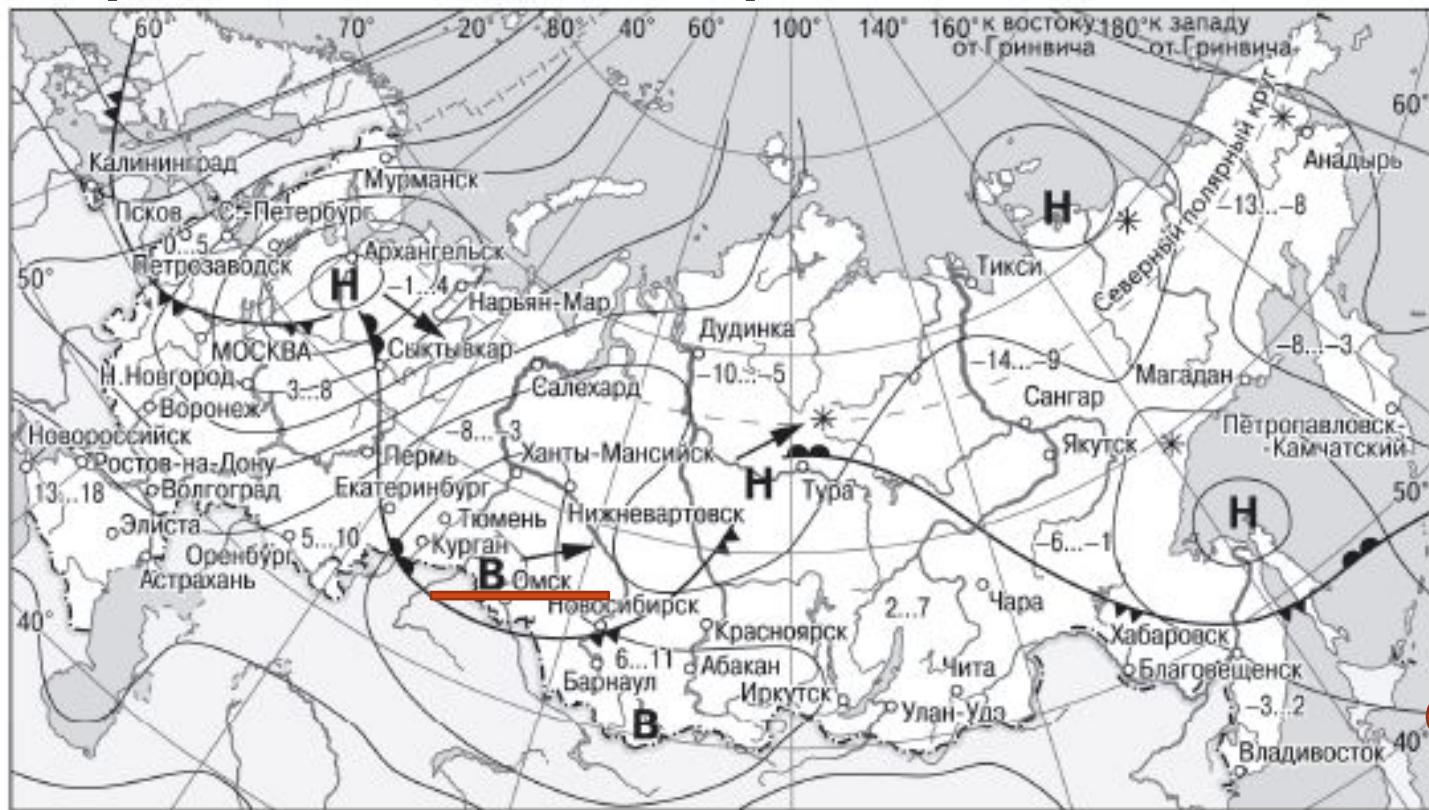 60°
70°
80°
20°
40°
60°
100°
140°
160°
к востоку
от Гринвича
180°
к западу
от Гринвича
60°
Северный полярный круг
Анадырь
Калининград
Мурманск
Н
-13...-8
Псков
С.-Петербург
0...5
Петрозаводск
Архангельск
50°
Н
-1...4
Нарьян-Мар
Тикси
Дудинка
МОСКВА
Сыктывкар
-10...-5
-14...-9
-8...-3
Н.Новгород
3...8
Салехард
Магадан
Воронеж
Сангар
Новороссийск
-8...3
Петропавловск-
-Камчатский
Ростов-на-Дону
Пермь
Ханты-Мансийск
Якутск
13...18
Волгоград
Екатеринбург
Н
Тура
50°
Элиста
Тюмень
Нижневартовск
Н
Оренбург
5...10
Курган
-6...-1
Астрахань
В
Омск
Новосибирск
2...7
Чара
40°
Красноярск
Хабаровск
6...11
Абакан
Чита
Благовещенск
Барнаул
Иркутск
Улан-Удэ
В
-3...2
40°
Владивосток